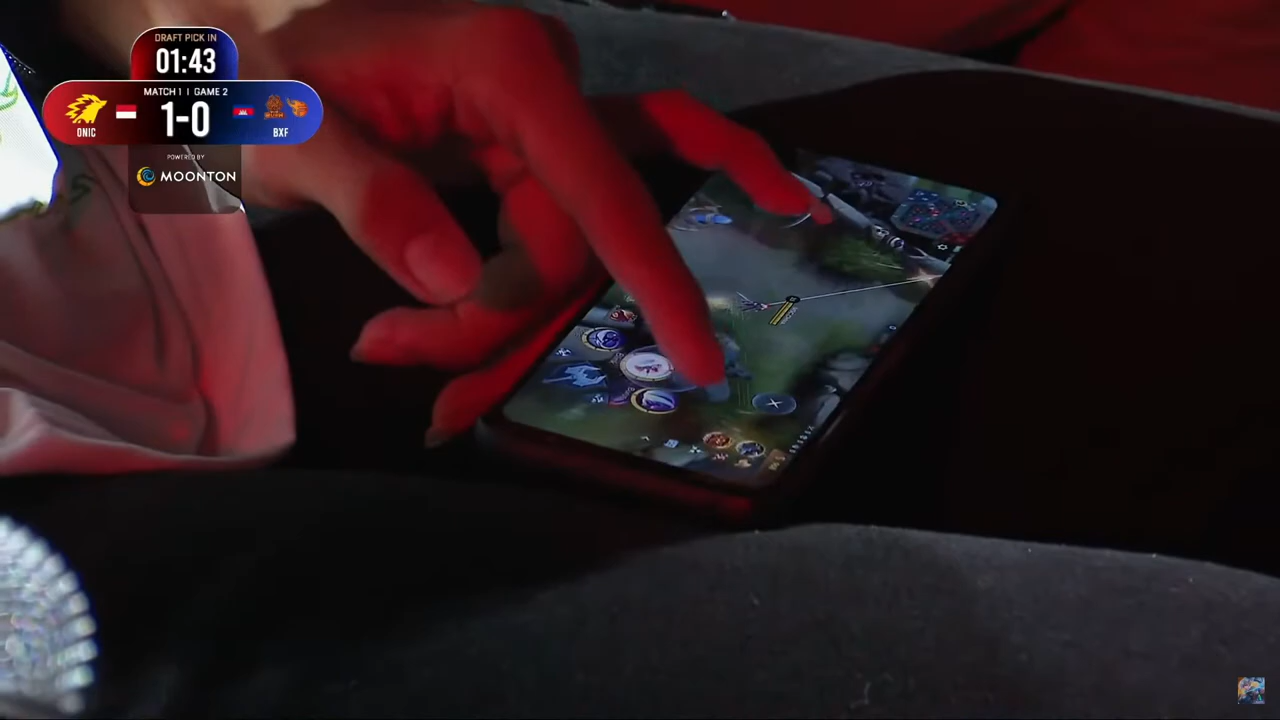 DRAFT PICK IN
01:43
MATCH 1 | GAME 2
ONIC 1-0 BXF
POWERED BY
MOONTON